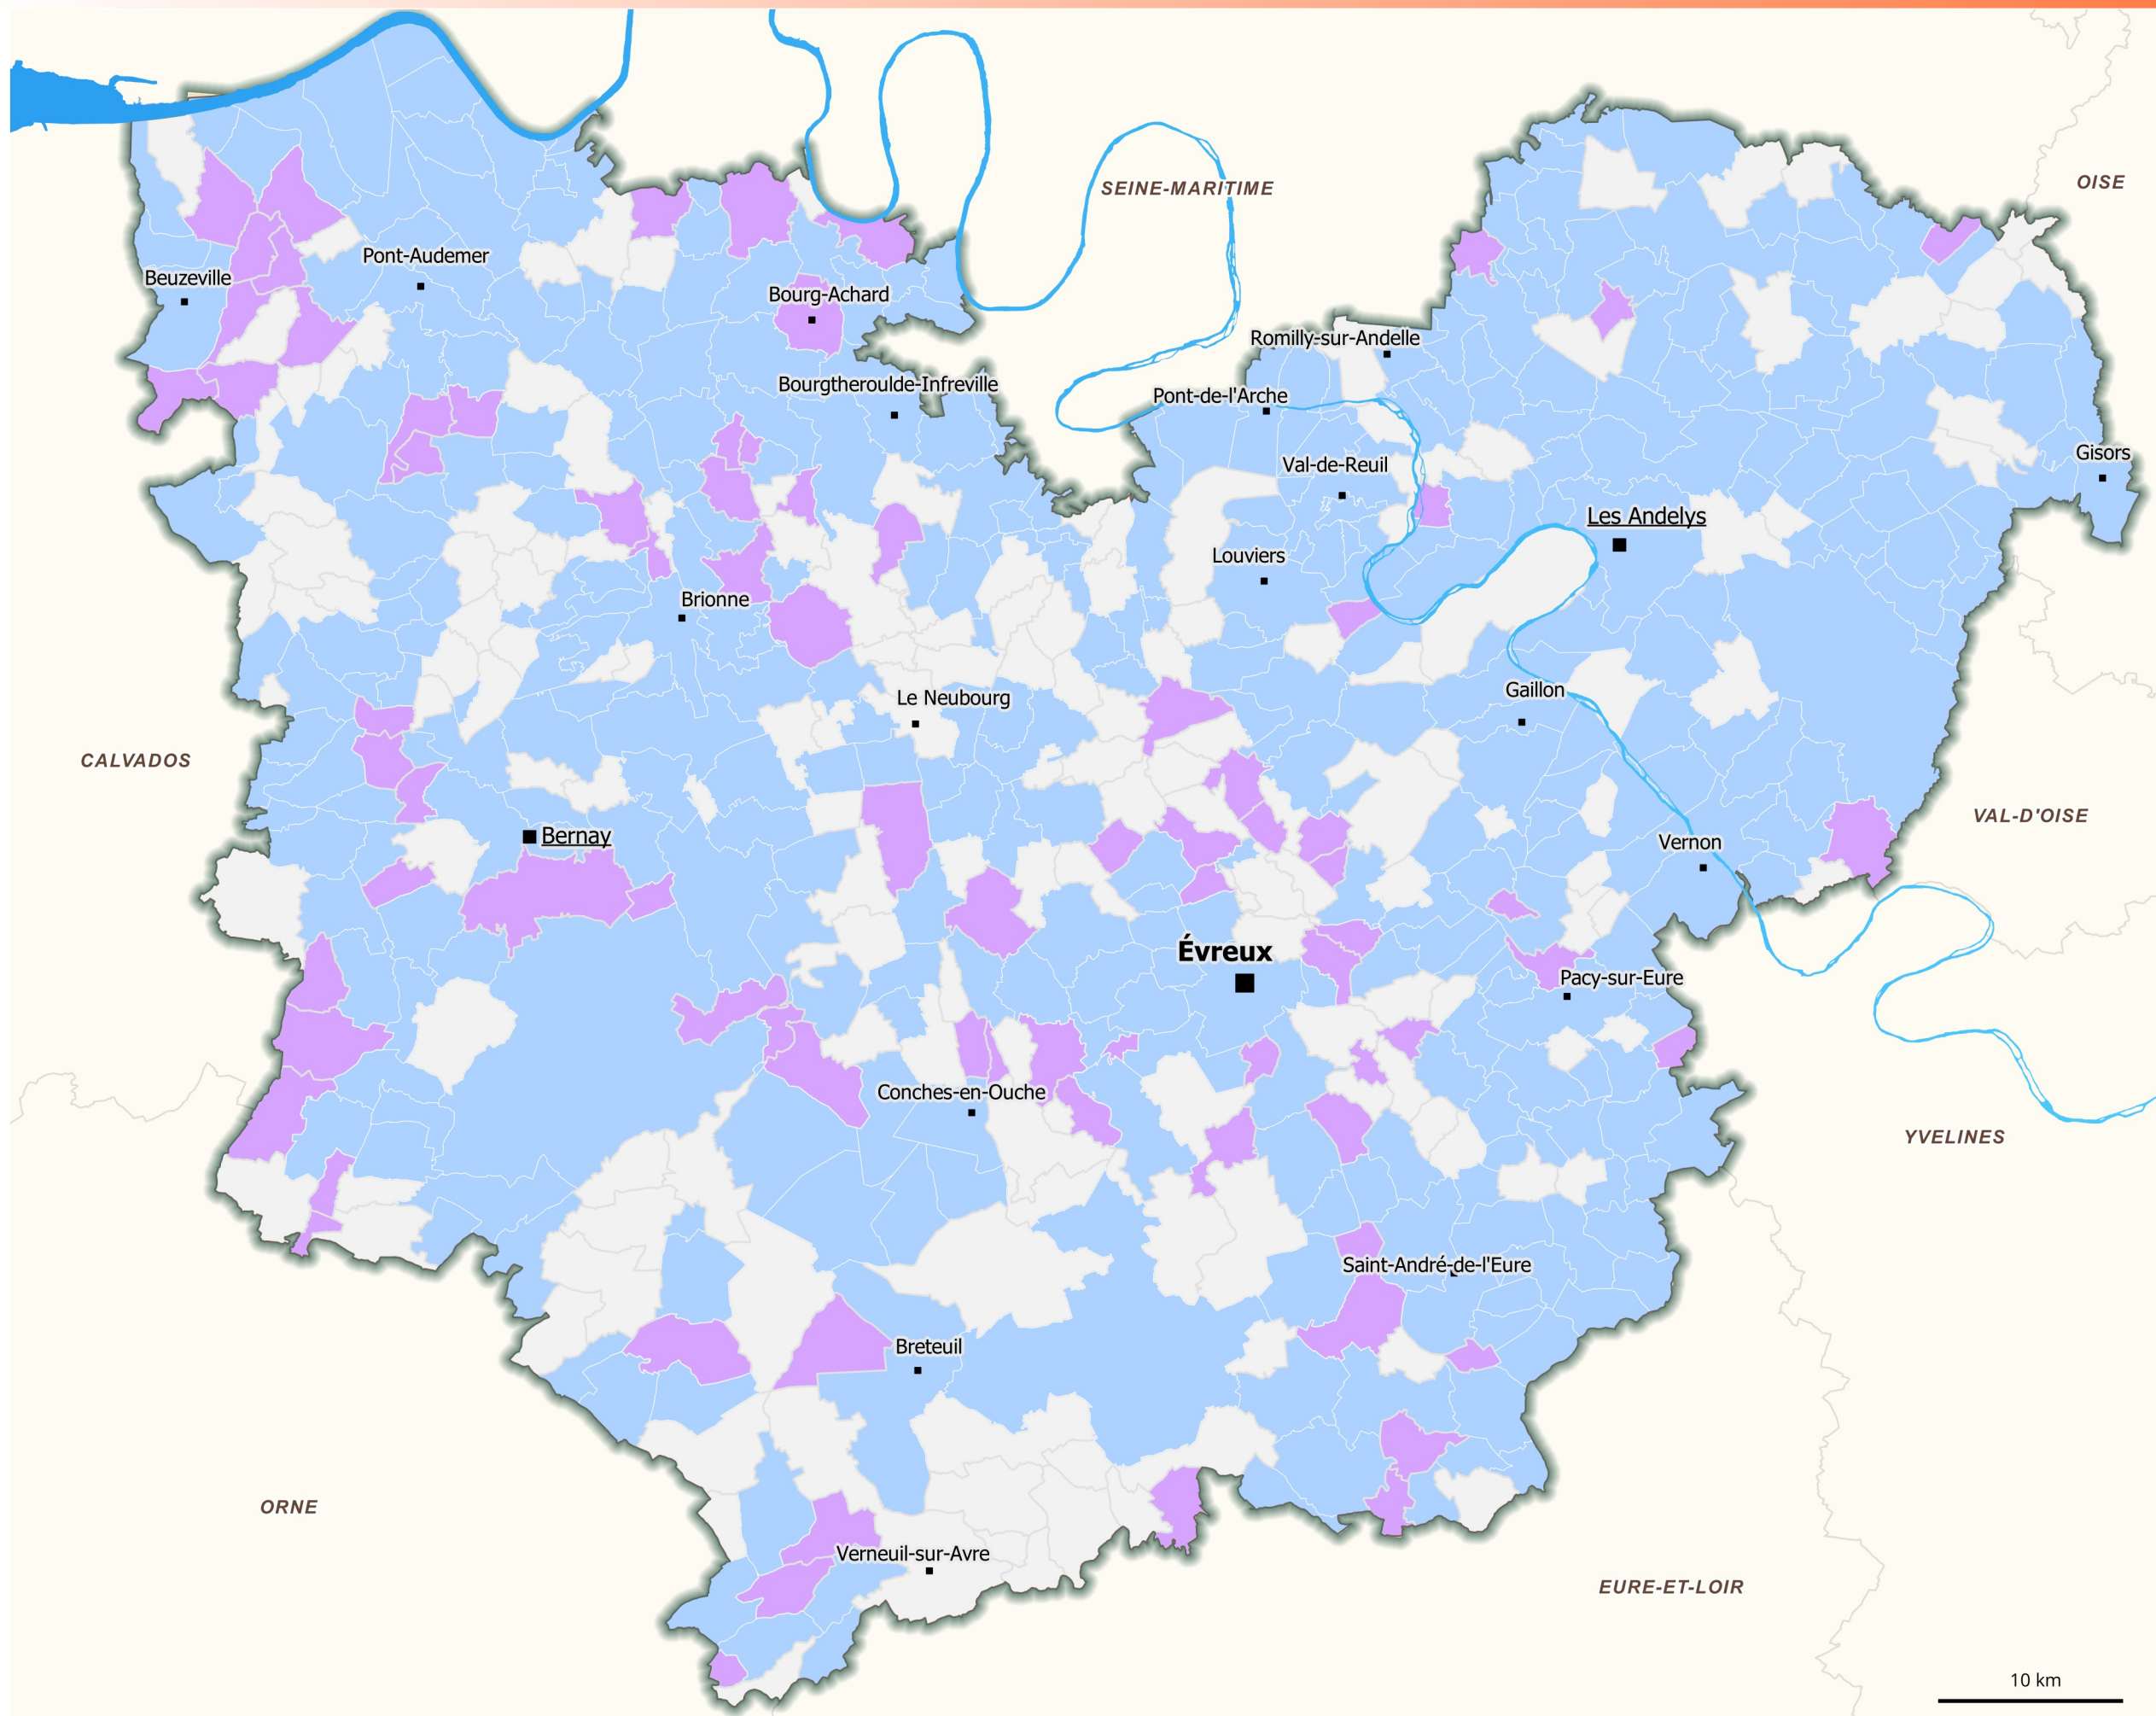 SEINE-MARITIME
OISE
Pont-Audemer
Beuzeville
Bourg-Achard
Romilly-sur-Andelle
Bourgtheroulde-Infreville
Pont-de-l'Arche
Gisors
Val-de-Reuil
Les Andelys
Louviers
Brionne
Gaillon
Le Neubourg
CALVADOS
VAL-D'OISE
Bernay
Vernon
Évreux
Pacy-sur-Eure
Conches-en-Ouche
YVELINES
Saint-André-de-l'Eure
Breteuil
ORNE
Verneuil-sur-Avre
EURE-ET-LOIR
10 km